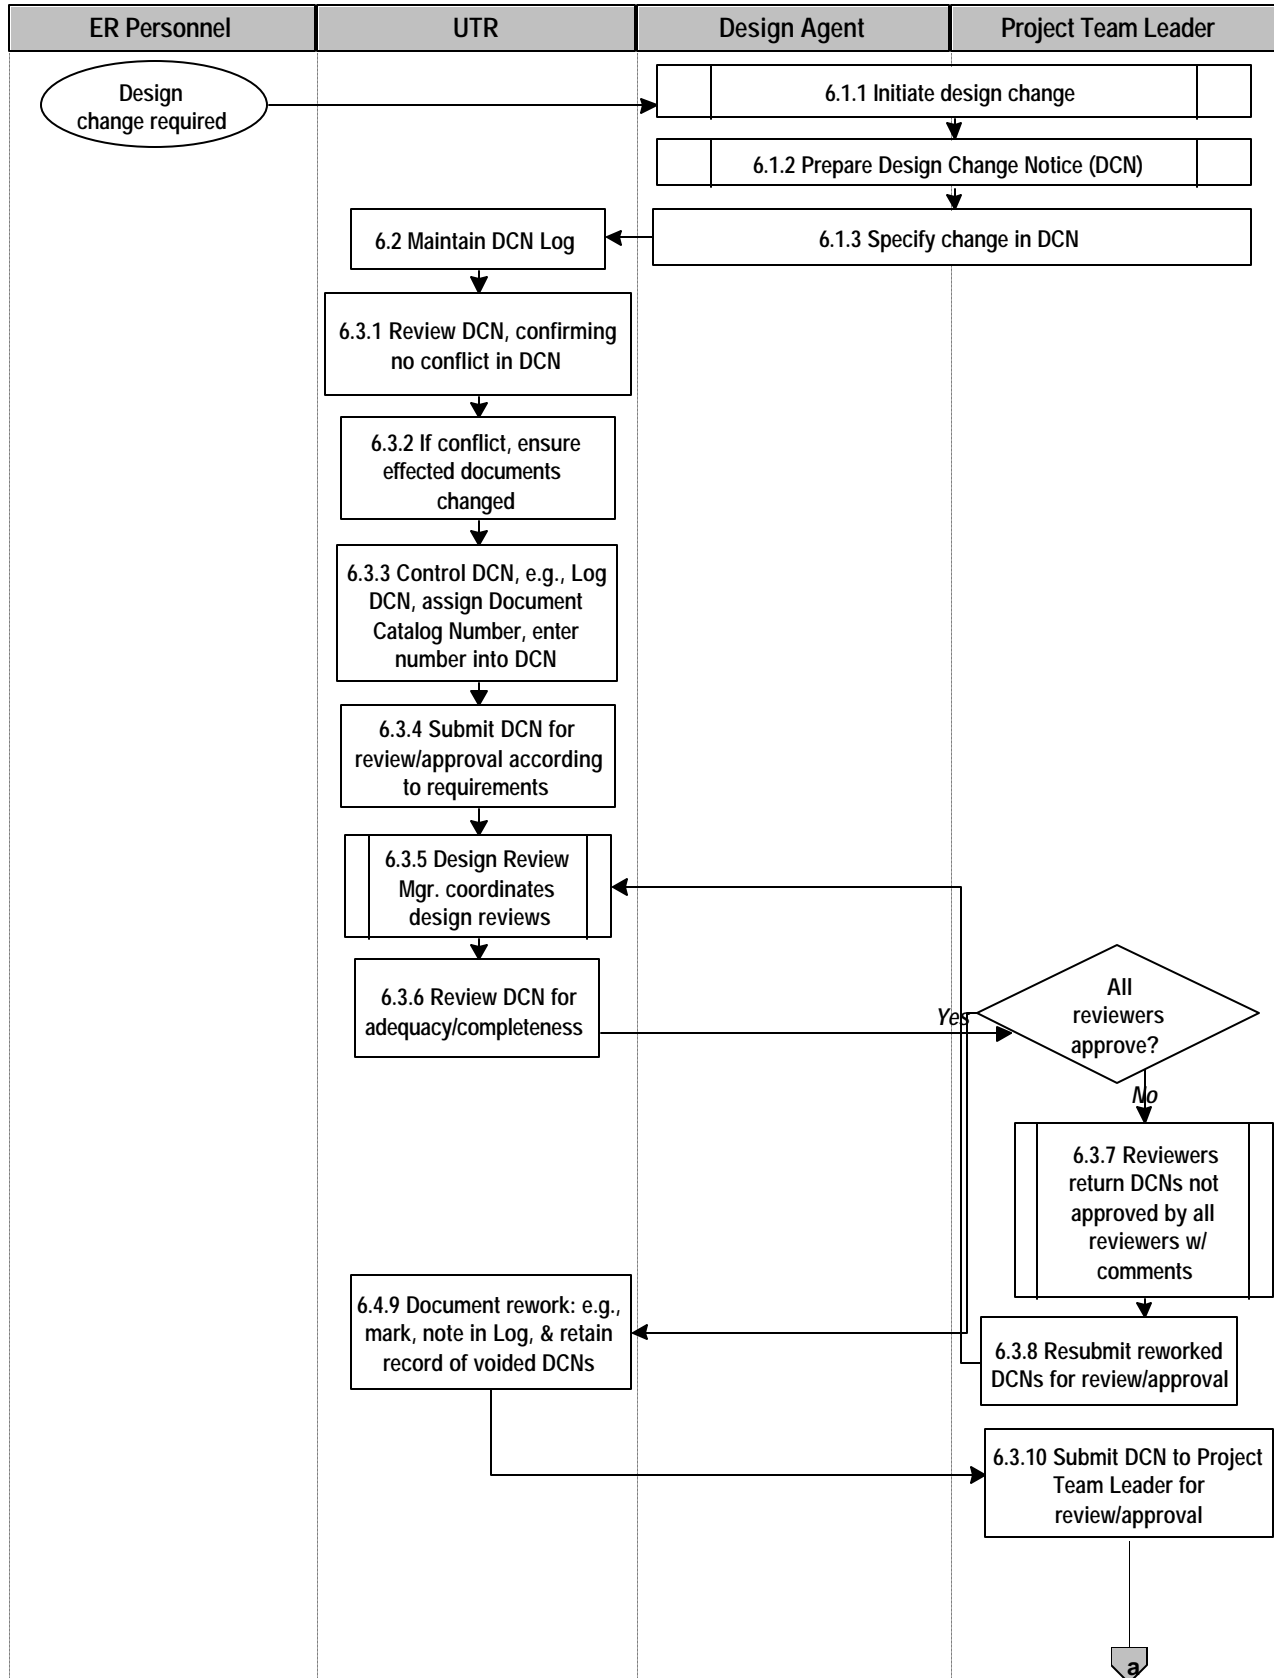 ER Personnel
UTR
Design Agent
Project Team Leader
Design
change required
6.1.1 Initiate design change
6.1.2 Prepare Design Change Notice (DCN)
6.1.3 Specify change in DCN
6.2 Maintain DCN Log
6.3.1 Review DCN, confirming
no conflict in DCN
6.3.2 If conflict, ensure
effected documents
changed
6.3.3 Control DCN, e.g., Log
DCN, assign Document
Catalog Number, enter
number into DCN
6.3.4 Submit DCN for
review/approval according
to requirements
6.3.5 Design Review
Mgr. coordinates
design reviews
6.3.6 Review DCN for
adequacy/completeness
All
reviewers
approve?
Yes
No
6.3.7 Reviewers
return DCNs not
approved by all
reviewers w/
comments
6.4.9 Document rework: e.g.,
mark, note in Log, & retain
record of voided DCNs
6.3.8 Resubmit reworked
DCNs for review/approval
6.3.10 Submit DCN to Project
Team Leader for
review/approval
a